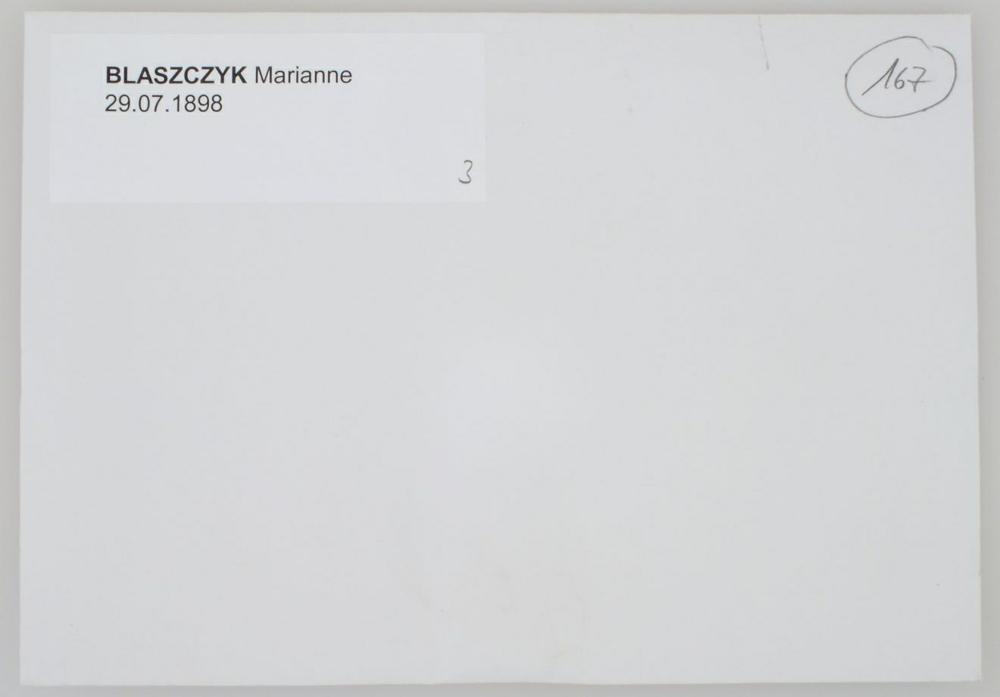 BLASZCZYK Marianne
29.07.1898
3
167